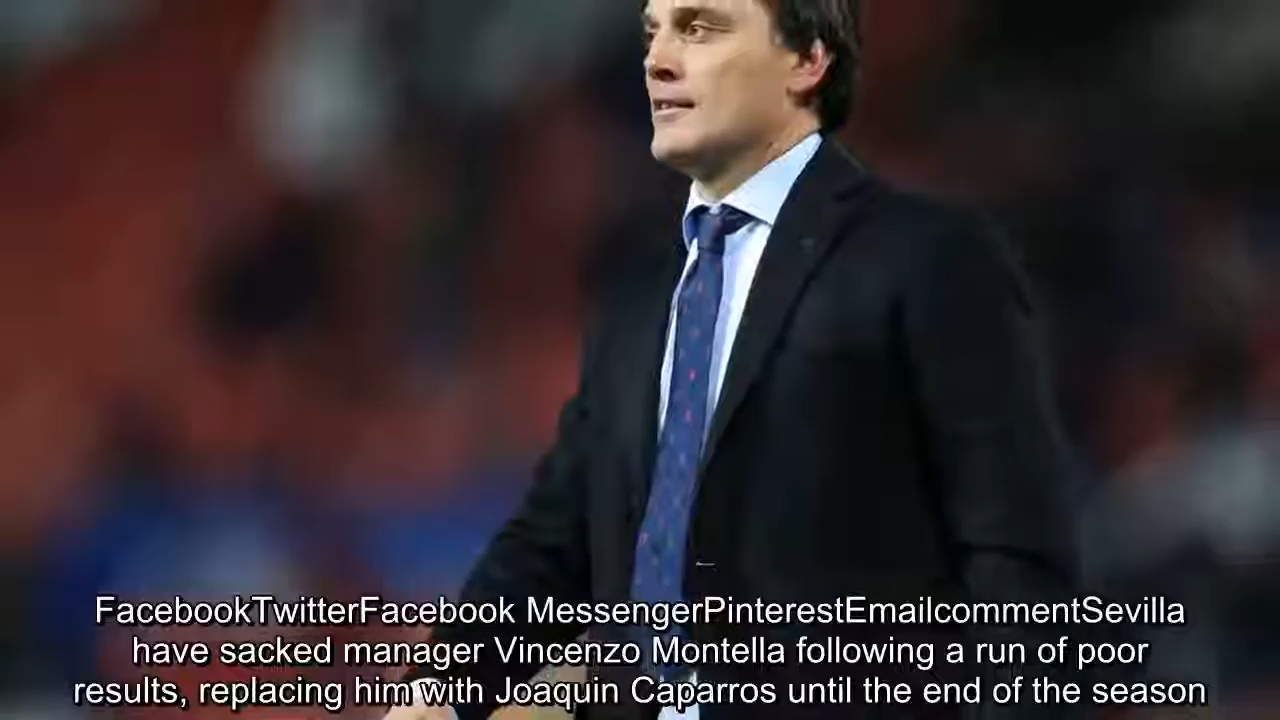 FacebookTwitterFacebook MessengerPinterestEmailcommentSevilla
have sacked manager Vincenzo Montella following a run of poor
results, replacing him with Joaquin Caparros until the end of the season